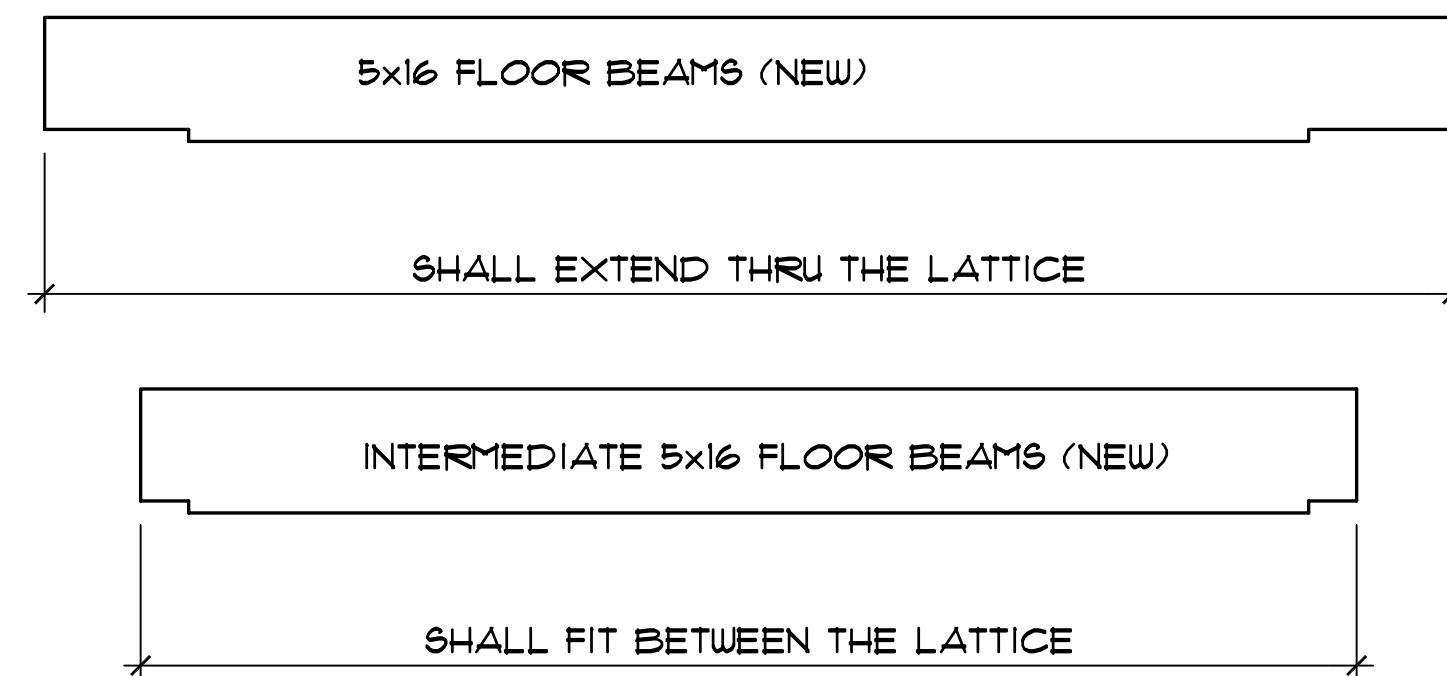 5x16 FLOOR BEAMS (NEW)
SHALL EXTEND THRU THE LATTICE
INTERMEDIATE 5x16 FLOOR BEAMS (NEW)
SHALL FIT BETWEEN THE LATTICE